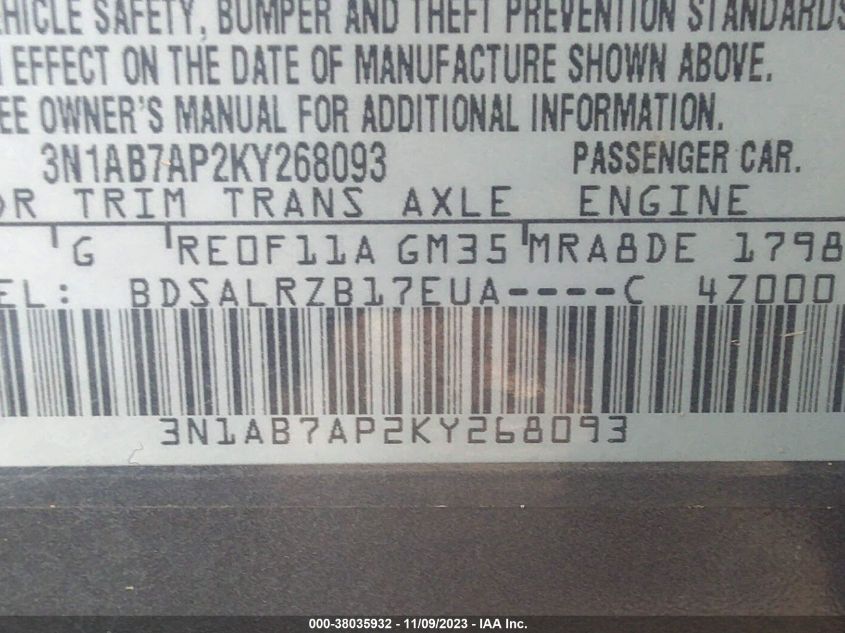 VEHICLE SAFETY, BUMPER AND THEFT PREVENTION STANDARDS
EFFECT ON THE DATE OF MANUFACTURE SHOWN ABOVE.
EE OWNER'S MANUAL FOR ADDITIONAL INFORMATION.
3N1AB7AP2KY268093 PASSENGER CAR.
OR TRIM TRANS AXLE ENGINE
G RE0F11A GM35 MRA8DE 1798
EL: BDSALRZB17EUA----C 4Z000
3N1AB7AP2KY268093
000-38035932 - 11/09/2023 - IAA Inc.